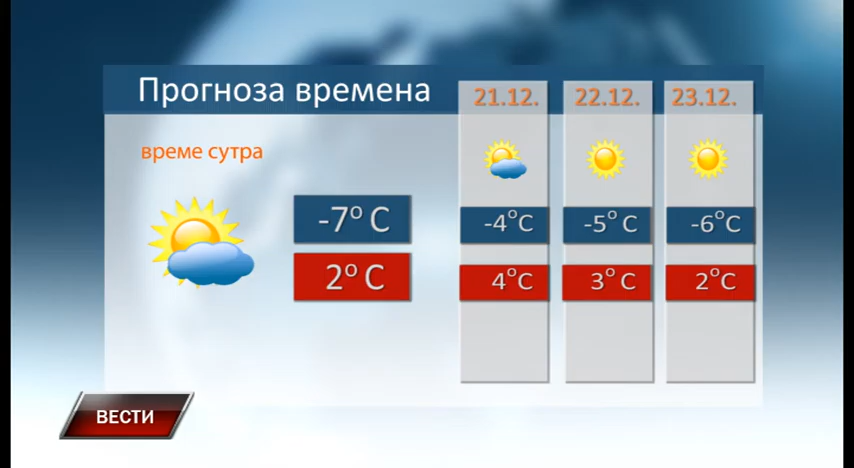 Прогноза времена
време сутра
-7° C
2° C
21.12.
22.12.
23.12.
-4°C
-5°C
-6°C
4°C
3°C
2°C
ВЕСТИ